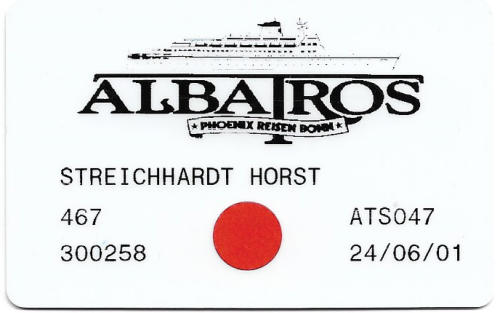 ALBATROS
★ PHOENIX REISEN BONN ★
STREICHHARDT HORST
467
ATS047
300258
24/06/01